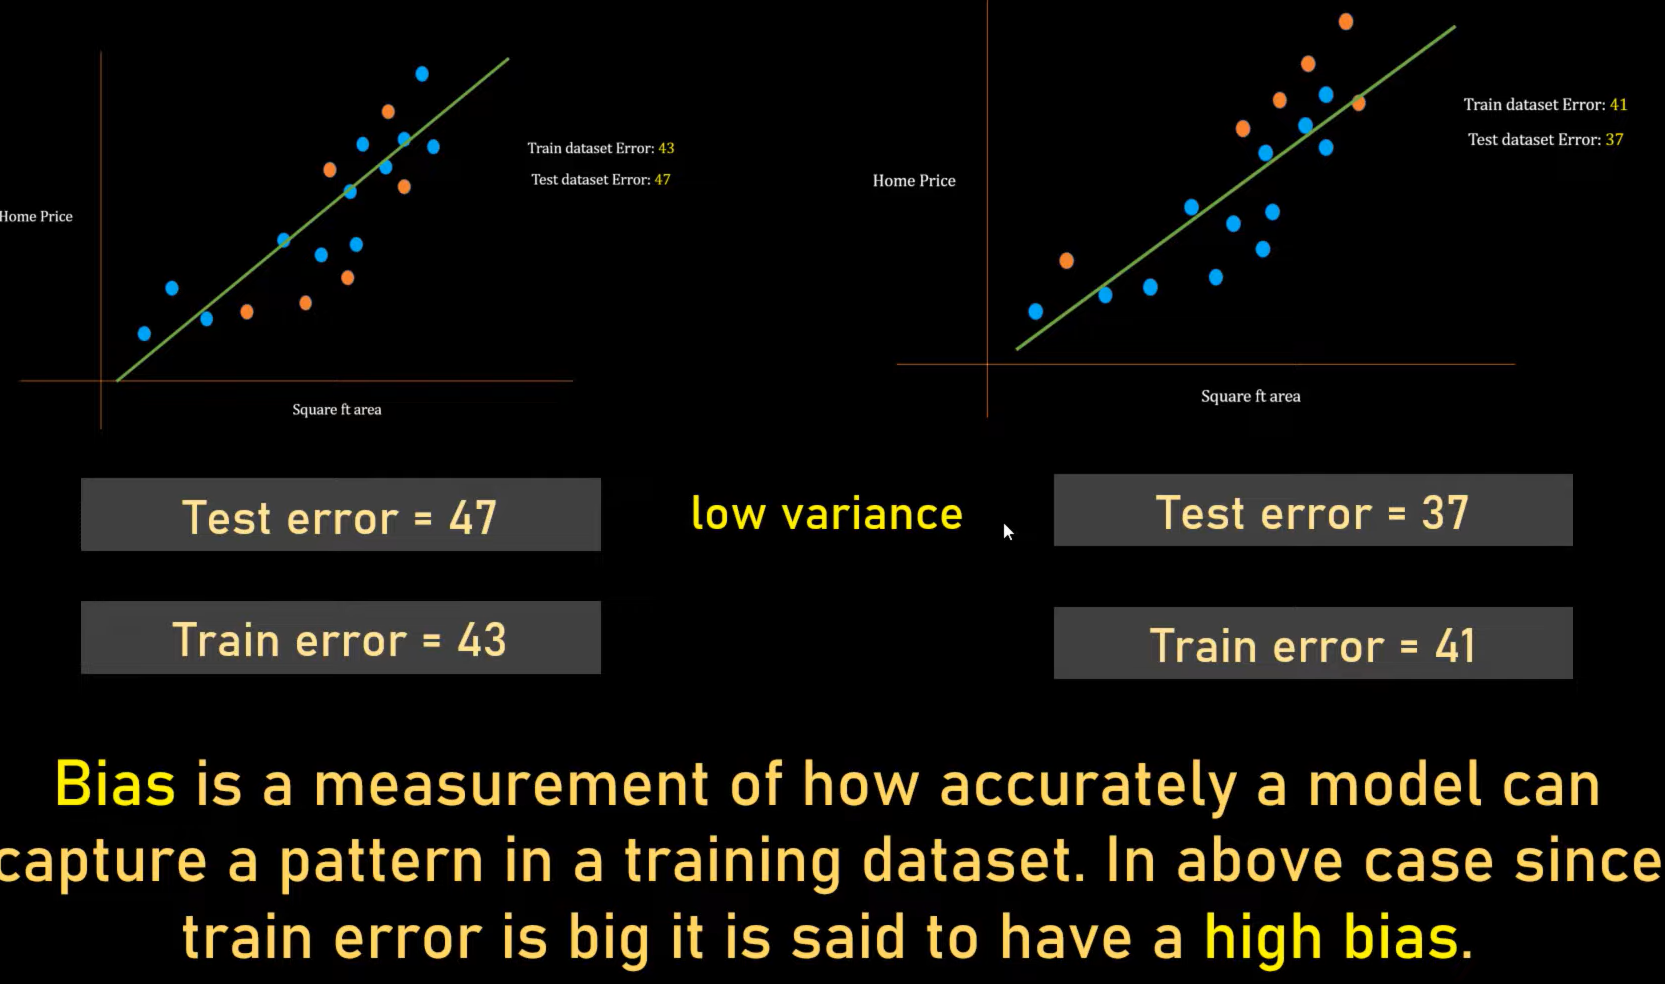 Home Price
Train dataset Error: 43
Test dataset Error: 47
Square ft area
Home Price
Train dataset Error: 41
Test dataset Error: 37
Square ft area
Test error = 47
low variance
Test error = 37
Train error = 43
Train error = 41
Bias is a measurement of how accurately a model can
capture a pattern in a training dataset. In above case since
train error is big it is said to have a high bias.